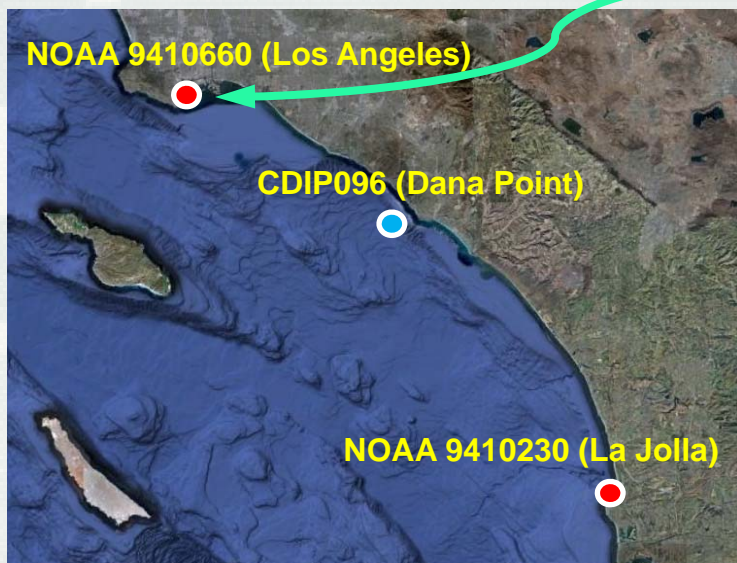 NOAA 9410660 (Los Angeles)
CDIP096 (Dana Point)
NOAA 9410230 (La Jolla)